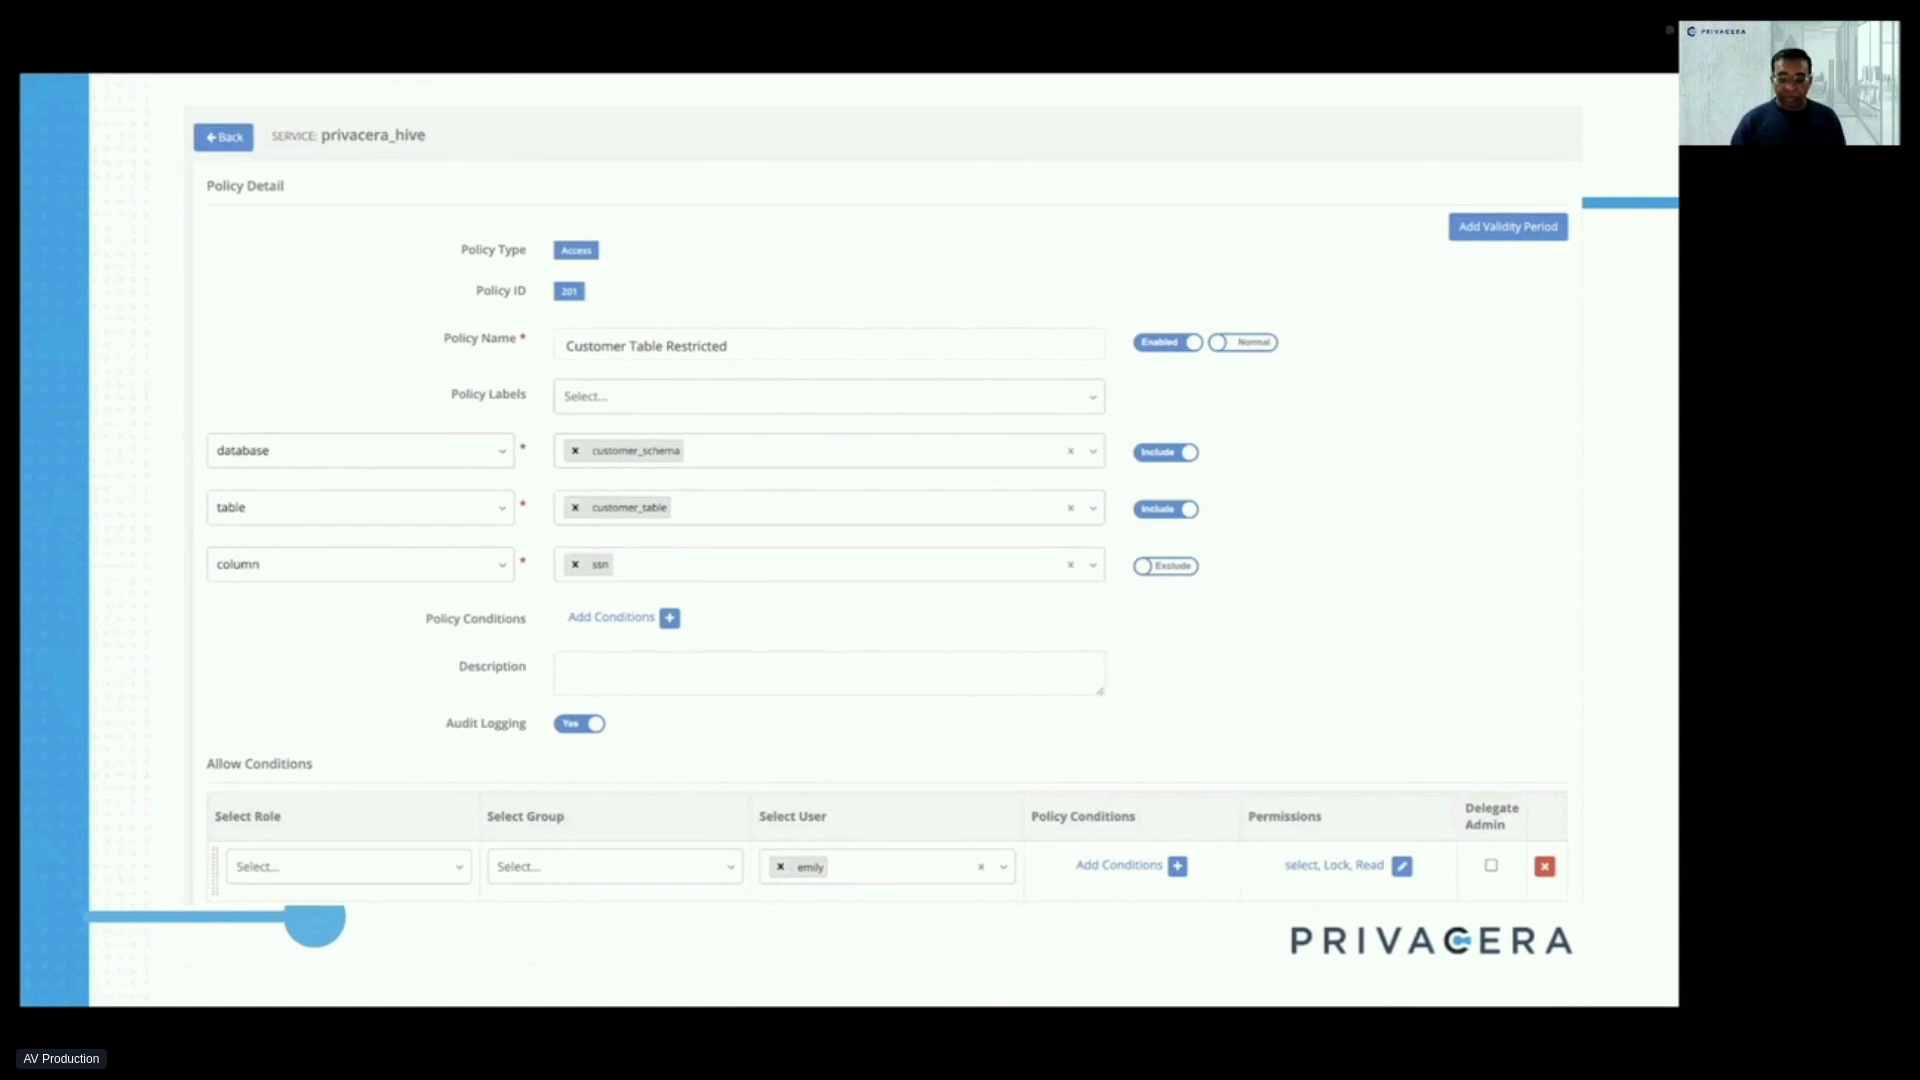 PRIVACERA
Back
SERVICE: privacera_hive
Policy Detail
Add Validity Period
Policy Type Access
Policy ID 201
Policy Name * Customer Table Restricted Enabled Normal
Policy Labels Select...
database * x customer_schema x Include
table * x customer_table x Include
column * x ssn x Exclude
Policy Conditions Add Conditions +
Description
Audit Logging Yes
Allow Conditions
Select Role Select Group Select User Policy Conditions Permissions Delegate Admin
Select... Select... x emily x Add Conditions + select, Lock, Read x
PRIVACERA
AV Production